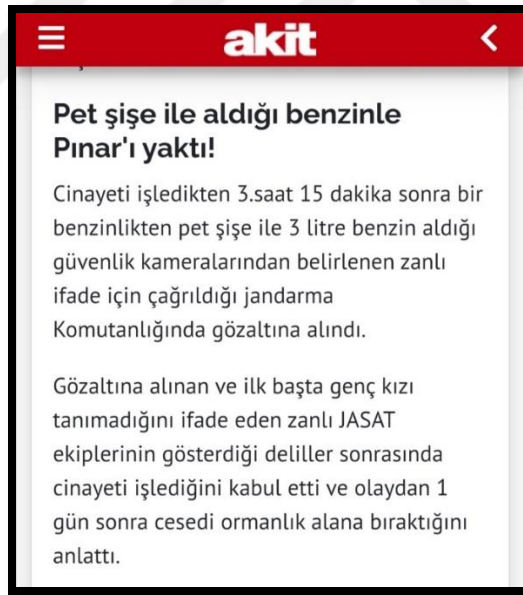 akit
Pet şişe ile aldığı benzinle
Pınar'ı yaktı!
Cinayeti işledikten 3.saat 15 dakika sonra bir
benzinlikten pet şişe ile 3 litre benzin aldığı
güvenlik kameralarından belirlenen zanlı
ifade için çağrıldığı jandarma
Komutanlığında gözaltına alındı.
Gözaltına alınan ve ilk başta genç kızı
tanımadığını ifade eden zanlı JASAT
ekiplerinin gösterdiği deliller sonrasında
cinayeti işlediğini kabul etti ve olaydan 1
gün sonra cesedi ormanlık alana bıraktığını
anlattı.